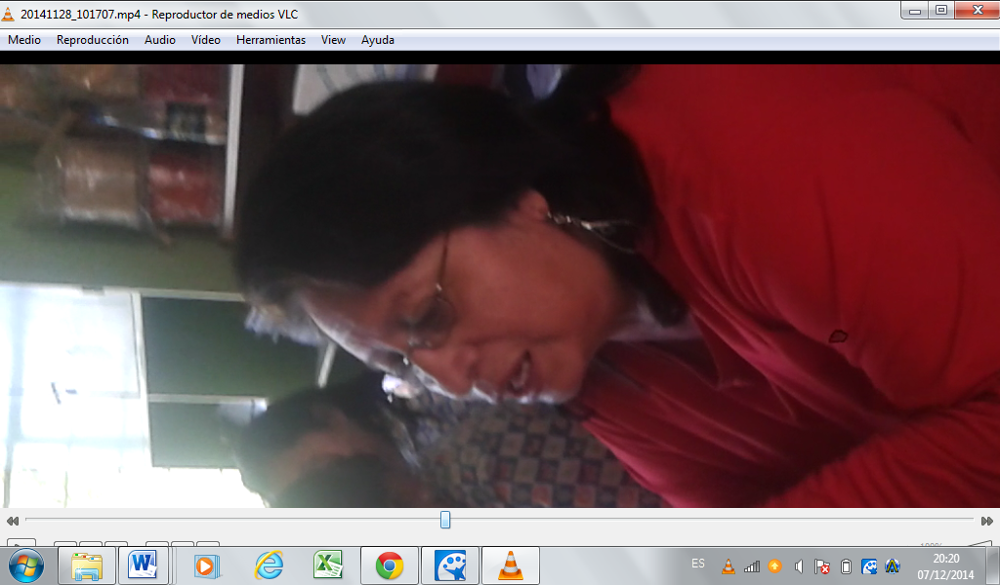 20141128_101707.mp4 - Reproductor de medios VLC
Medio Reproducción Audio Vídeo Herramientas View Ayuda
ES
20:20
07/12/2014